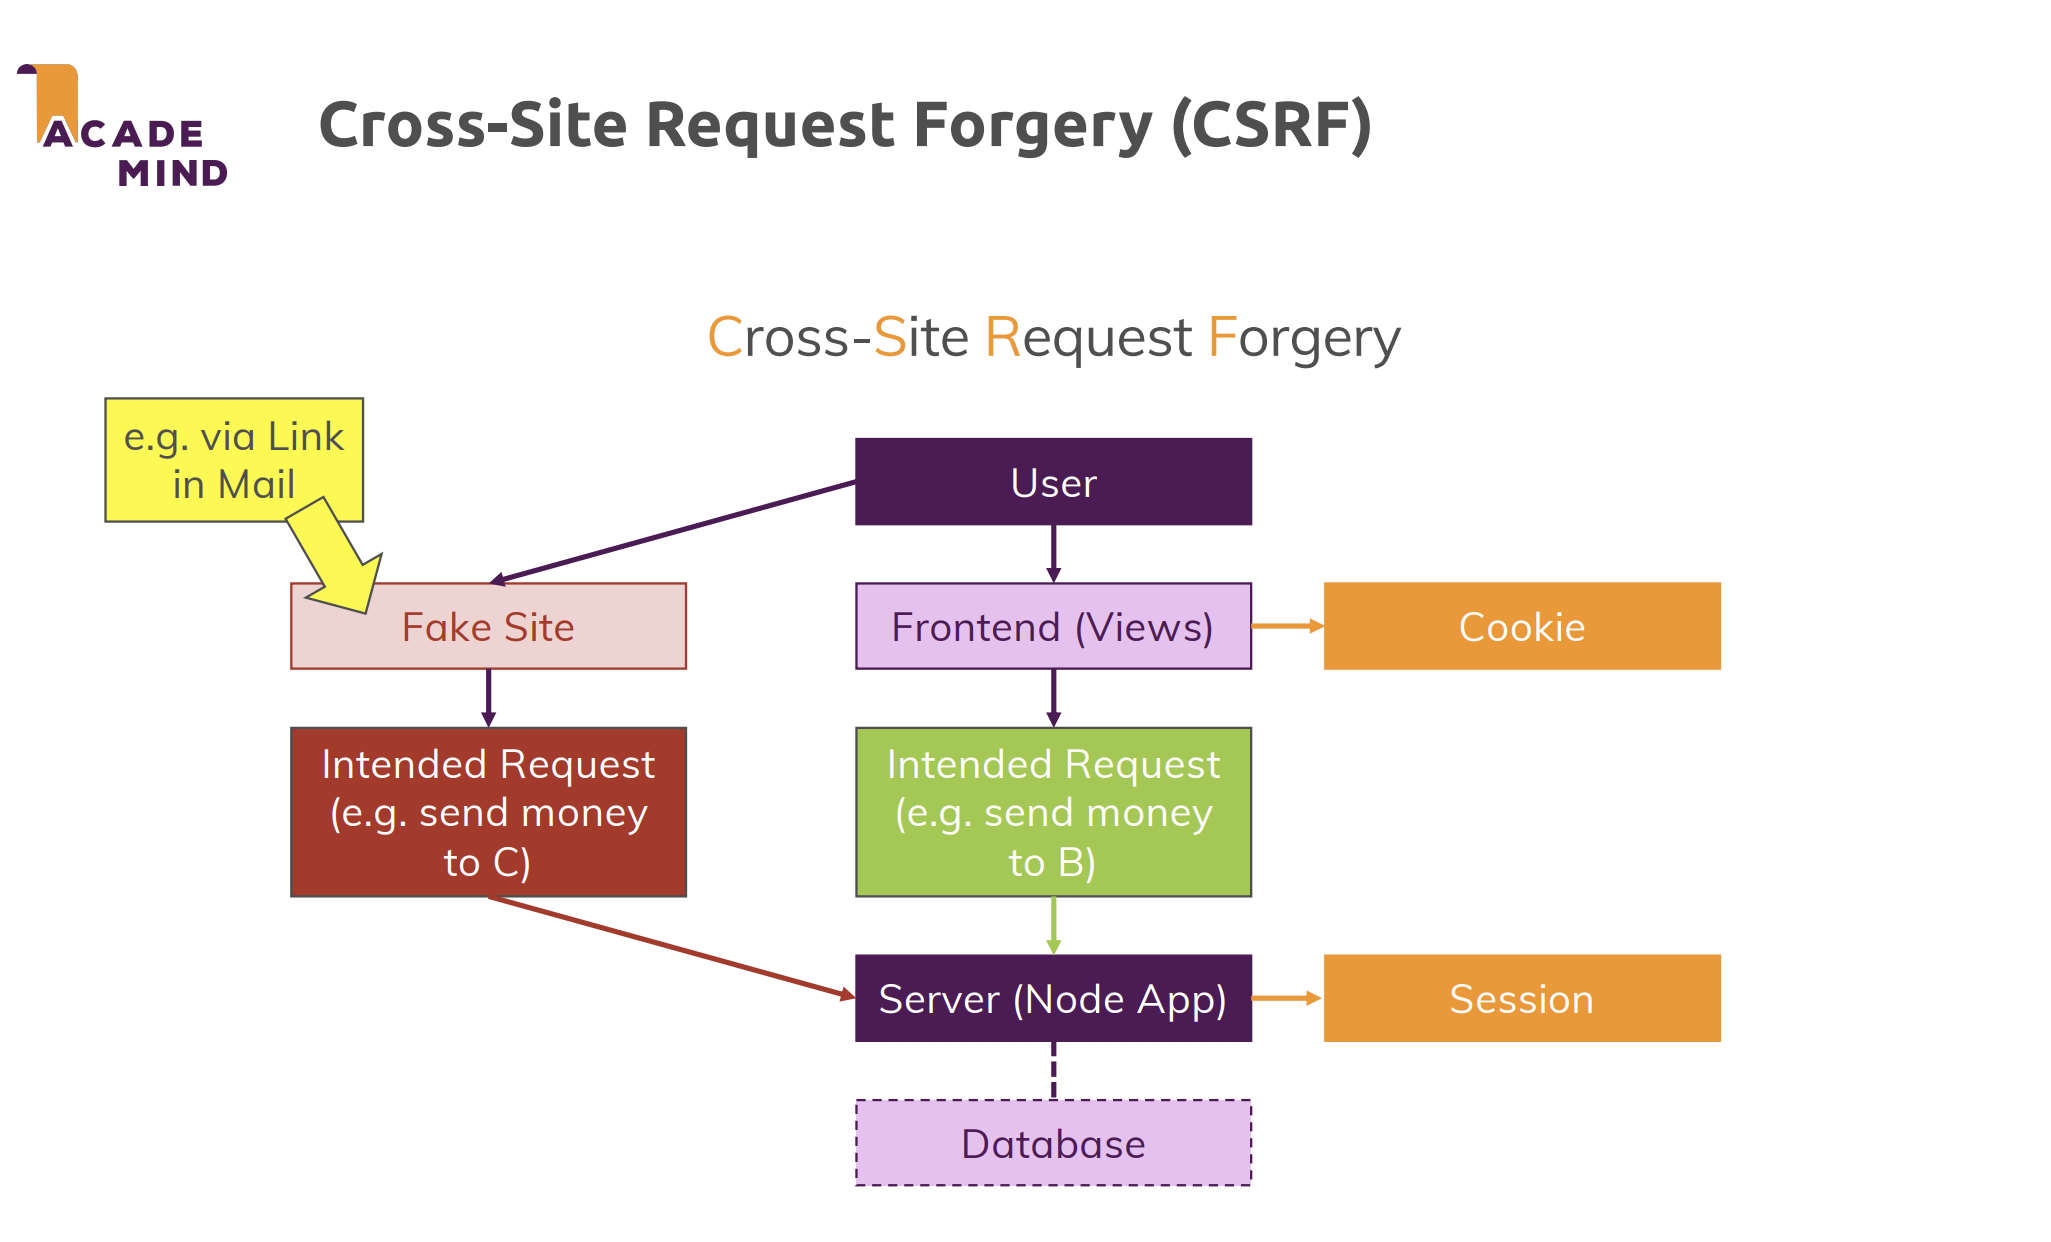 ACADE
MIND
Cross-Site Request Forgery (CSRF)
Cross-Site Request Forgery
e.g. via Link
in Mail
User
Fake Site
Frontend (Views)
Cookie
Intended Request
(e.g. send money
to C)
Intended Request
(e.g. send money
to B)
Server (Node App)
Session
Database